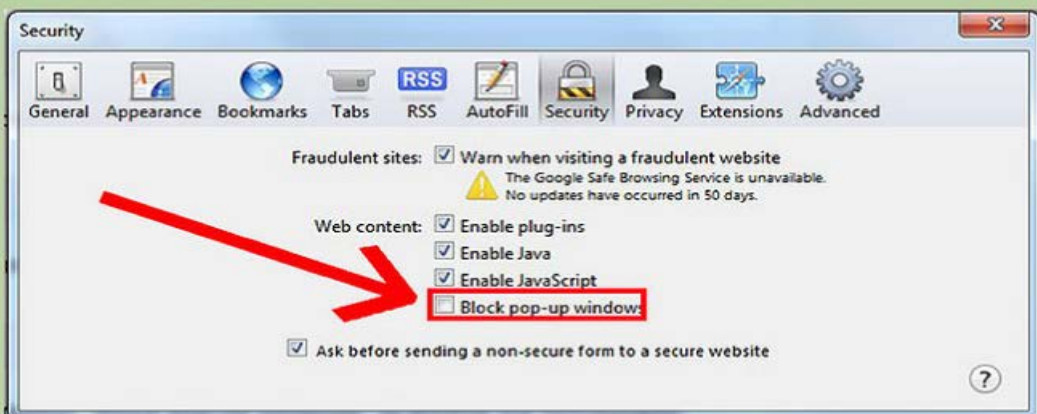 Security
General Appearance Bookmarks Tabs RSS RSS AutoFill Security Privacy Extensions Advanced
Fraudulent sites: Warn when visiting a fraudulent website
The Google Safe Browsing Service is unavailable.
No updates have occurred in 50 days.
Web content: Enable plug-ins
Enable Java
Enable JavaScript
Block pop-up windows
Ask before sending a non-secure form to a secure website
?